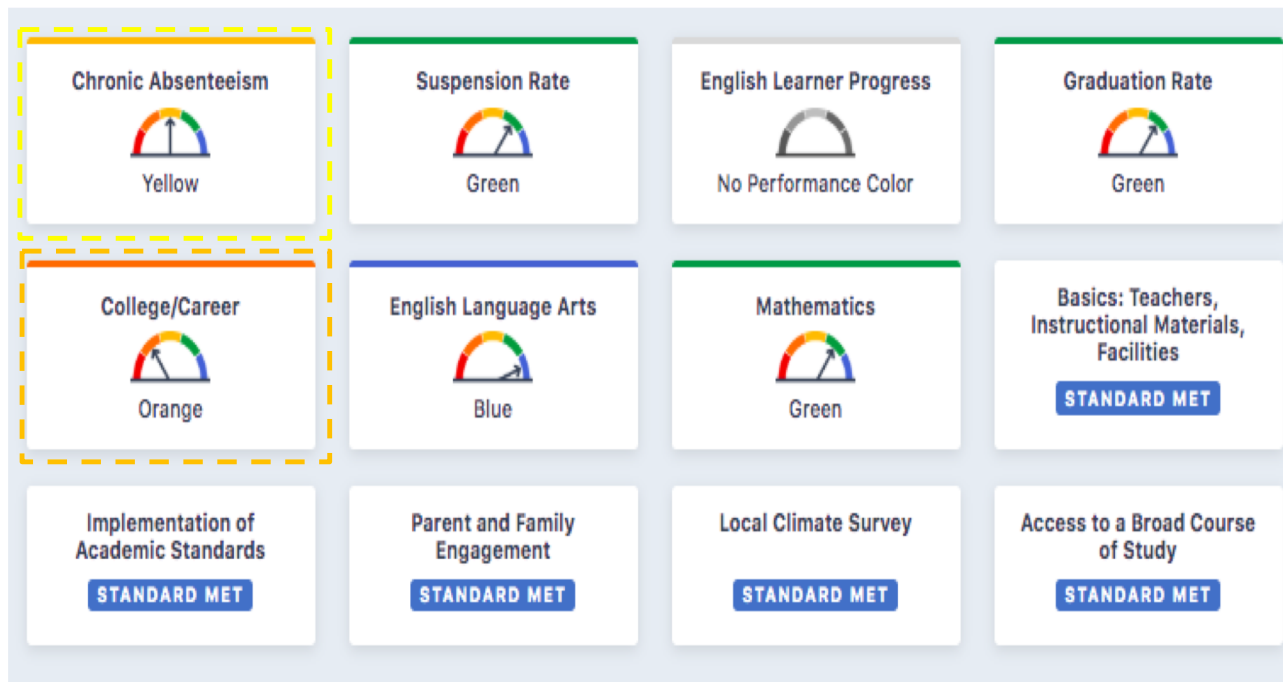 Chronic Absenteeism
Yellow
Suspension Rate
Green
English Learner Progress
No Performance Color
Graduation Rate
Green
College/Career
Orange
English Language Arts
Blue
Mathematics
Green
Basics: Teachers,
Instructional Materials,
Facilities
STANDARD MET
Implementation of
Academic Standards
STANDARD MET
Parent and Family
Engagement
STANDARD MET
Local Climate Survey
STANDARD MET
Access to a Broad Course
of Study
STANDARD MET